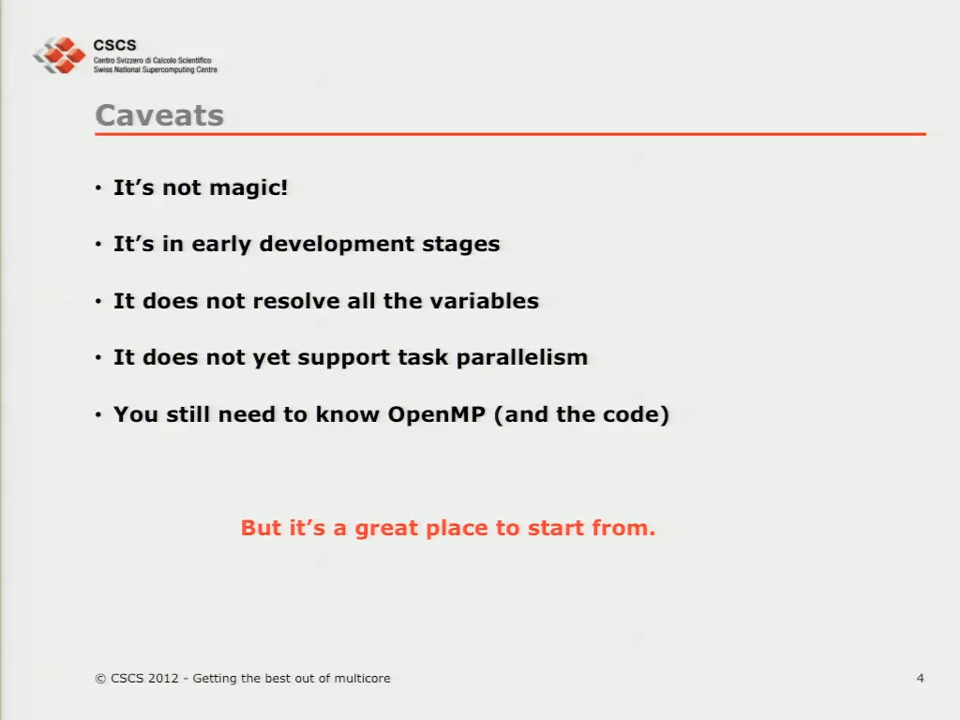 CSCS
Centro Svizzero di Calcolo Scientifico
Swiss National Supercomputing Centre
Caveats
• It’s not magic!
• It’s in early development stages
• It does not resolve all the variables
• It does not yet support task parallelism
• You still need to know OpenMP (and the code)
But it’s a great place to start from.
© CSCS 2012 - Getting the best out of multicore
4